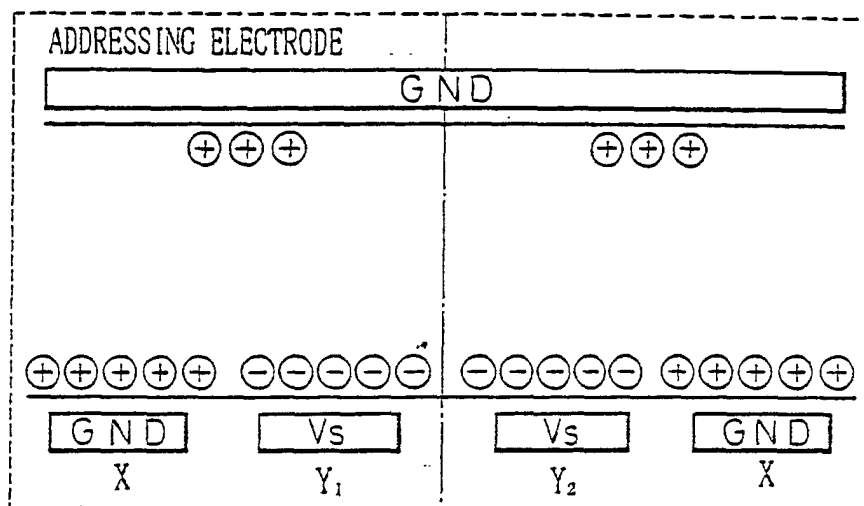 ADDRESSING ELECTRODE
GND
+++ +++
+++++ −−−−− −−−−− +++++
GND Vs Vs GND
X Y₁ Y₂ X